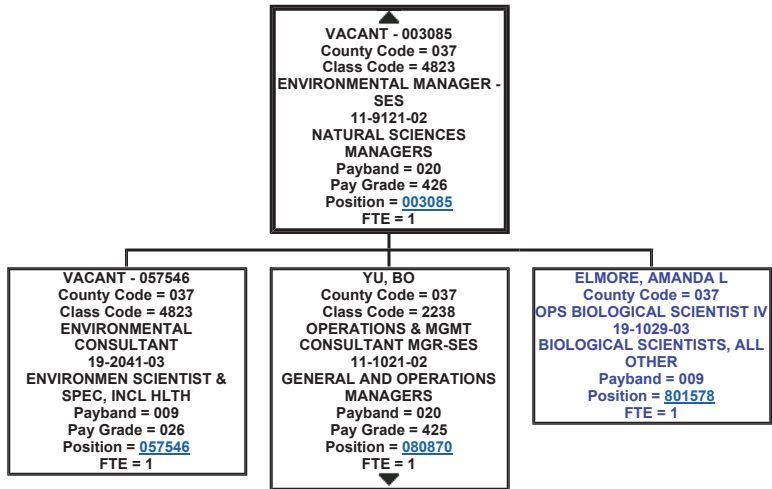 VACANT - 003085
County Code = 037
Class Code = 4823
ENVIRONMENTAL MANAGER -
SES
11-9121-02
NATURAL SCIENCES
MANAGERS
Payband = 020
Pay Grade = 426
Position = 003085
FTE = 1
VACANT - 057546
County Code = 037
Class Code = 4823
ENVIRONMENTAL
CONSULTANT
19-2041-03
ENVIRONMEN SCIENTIST &
SPEC, INCL HLTH
Payband = 009
Pay Grade = 026
Position = 057546
FTE = 1
YU, BO
County Code = 037
Class Code = 2238
OPERATIONS & MGMT
CONSULTANT MGR-SES
11-1021-02
GENERAL AND OPERATIONS
MANAGERS
Payband = 020
Pay Grade = 425
Position = 080870
FTE = 1
ELMORE, AMANDA L
County Code = 037
OPS BIOLOGICAL SCIENTIST IV
19-1029-03
BIOLOGICAL SCIENTISTS, ALL
OTHER
Payband = 009
Position = 801578
FTE = 1